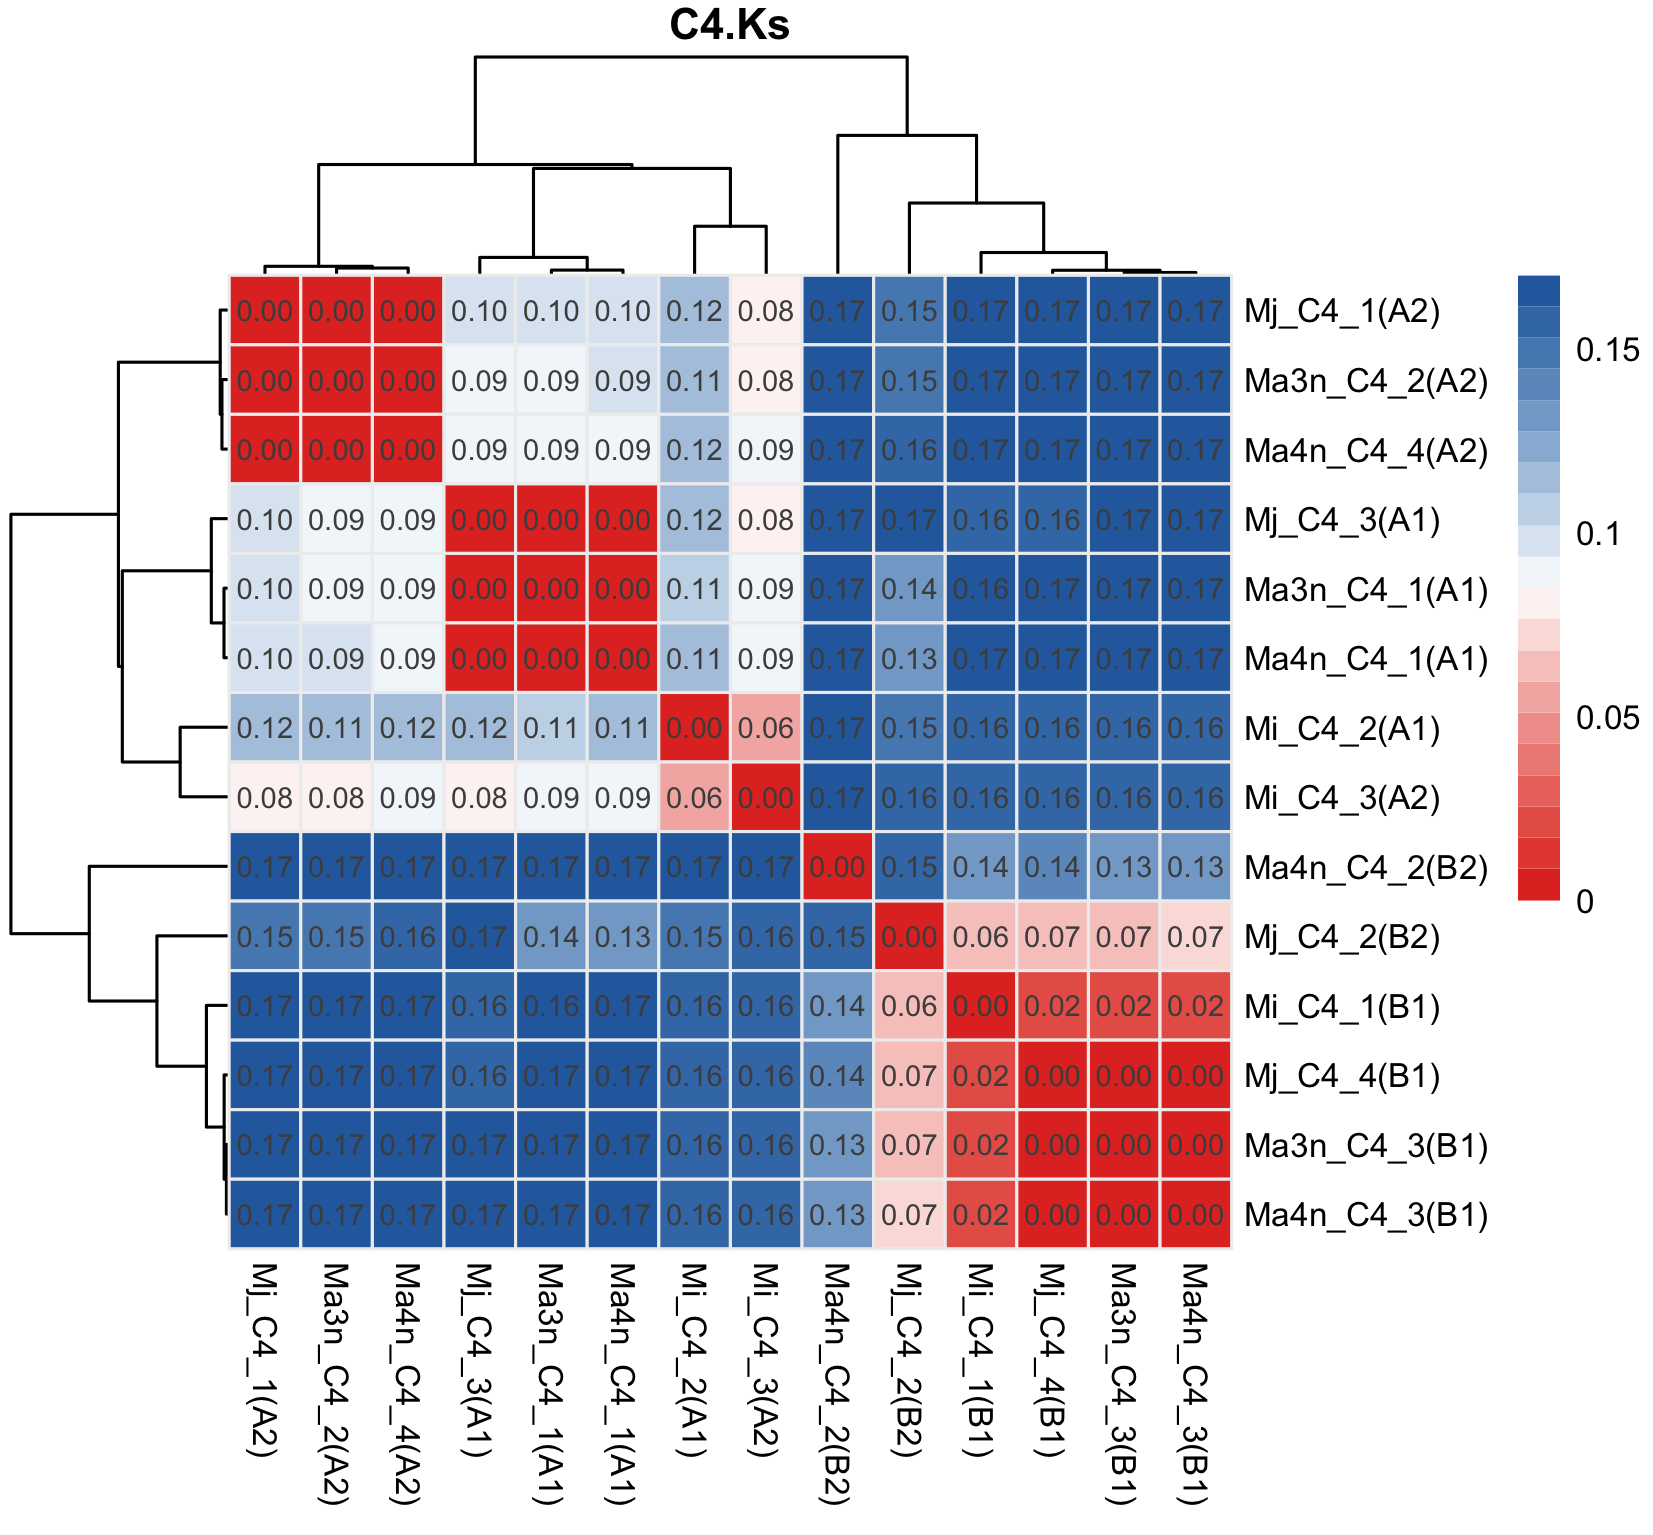 C4.Ks
0.00 0.00 0.00 0.10 0.10 0.10 0.12 0.08 0.17 0.15 0.17 0.17 0.17 0.17 Mj_C4_1(A2)
0.00 0.00 0.00 0.09 0.09 0.09 0.11 0.08 0.17 0.15 0.17 0.17 0.17 0.17 Ma3n_C4_2(A2)
0.00 0.00 0.00 0.09 0.09 0.09 0.12 0.09 0.17 0.16 0.17 0.17 0.17 0.17 Ma4n_C4_4(A2)
0.10 0.09 0.09 0.00 0.00 0.00 0.12 0.08 0.17 0.17 0.16 0.16 0.17 0.17 Mj_C4_3(A1)
0.10 0.09 0.09 0.00 0.00 0.00 0.11 0.09 0.17 0.14 0.16 0.17 0.17 0.17 Ma3n_C4_1(A1)
0.10 0.09 0.09 0.00 0.00 0.00 0.11 0.09 0.17 0.13 0.17 0.17 0.17 0.17 Ma4n_C4_1(A1)
0.12 0.11 0.12 0.12 0.11 0.11 0.00 0.06 0.17 0.15 0.16 0.16 0.16 0.16 Mi_C4_2(A1)
0.08 0.08 0.09 0.08 0.09 0.09 0.06 0.00 0.17 0.16 0.16 0.16 0.16 0.16 Mi_C4_3(A2)
0.17 0.17 0.17 0.17 0.17 0.17 0.17 0.17 0.00 0.15 0.14 0.14 0.13 0.13 Ma4n_C4_2(B2)
0.15 0.15 0.16 0.17 0.14 0.13 0.15 0.16 0.15 0.00 0.06 0.07 0.07 0.07 Mj_C4_2(B2)
0.17 0.17 0.17 0.16 0.16 0.17 0.16 0.16 0.14 0.06 0.00 0.02 0.02 0.02 Mi_C4_1(B1)
0.17 0.17 0.17 0.16 0.17 0.17 0.16 0.16 0.14 0.07 0.02 0.00 0.00 0.00 Mj_C4_4(B1)
0.17 0.17 0.17 0.17 0.17 0.17 0.16 0.16 0.13 0.07 0.02 0.00 0.00 0.00 Ma3n_C4_3(B1)
0.17 0.17 0.17 0.17 0.17 0.17 0.16 0.16 0.13 0.07 0.02 0.00 0.00 0.00 Ma4n_C4_3(B1)
Mj_C4_1(A2)
Ma3n_C4_2(A2)
Ma4n_C4_4(A2)
Mj_C4_3(A1)
Ma3n_C4_1(A1)
Ma4n_C4_1(A1)
Mi_C4_2(A1)
Mi_C4_3(A2)
Ma4n_C4_2(B2)
Mj_C4_2(B2)
Mi_C4_1(B1)
Mj_C4_4(B1)
Ma3n_C4_3(B1)
Ma4n_C4_3(B1)
0.15
0.1
0.05
0